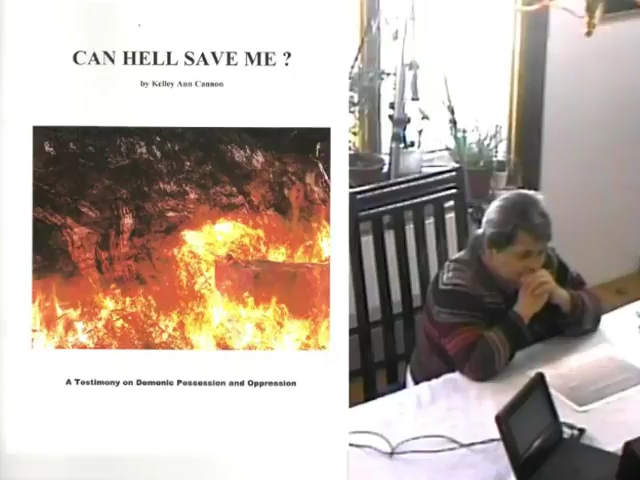 CAN HELL SAVE ME ?
by Kelley Ann Cannon
A Testimony on Demonic Possession and Oppression